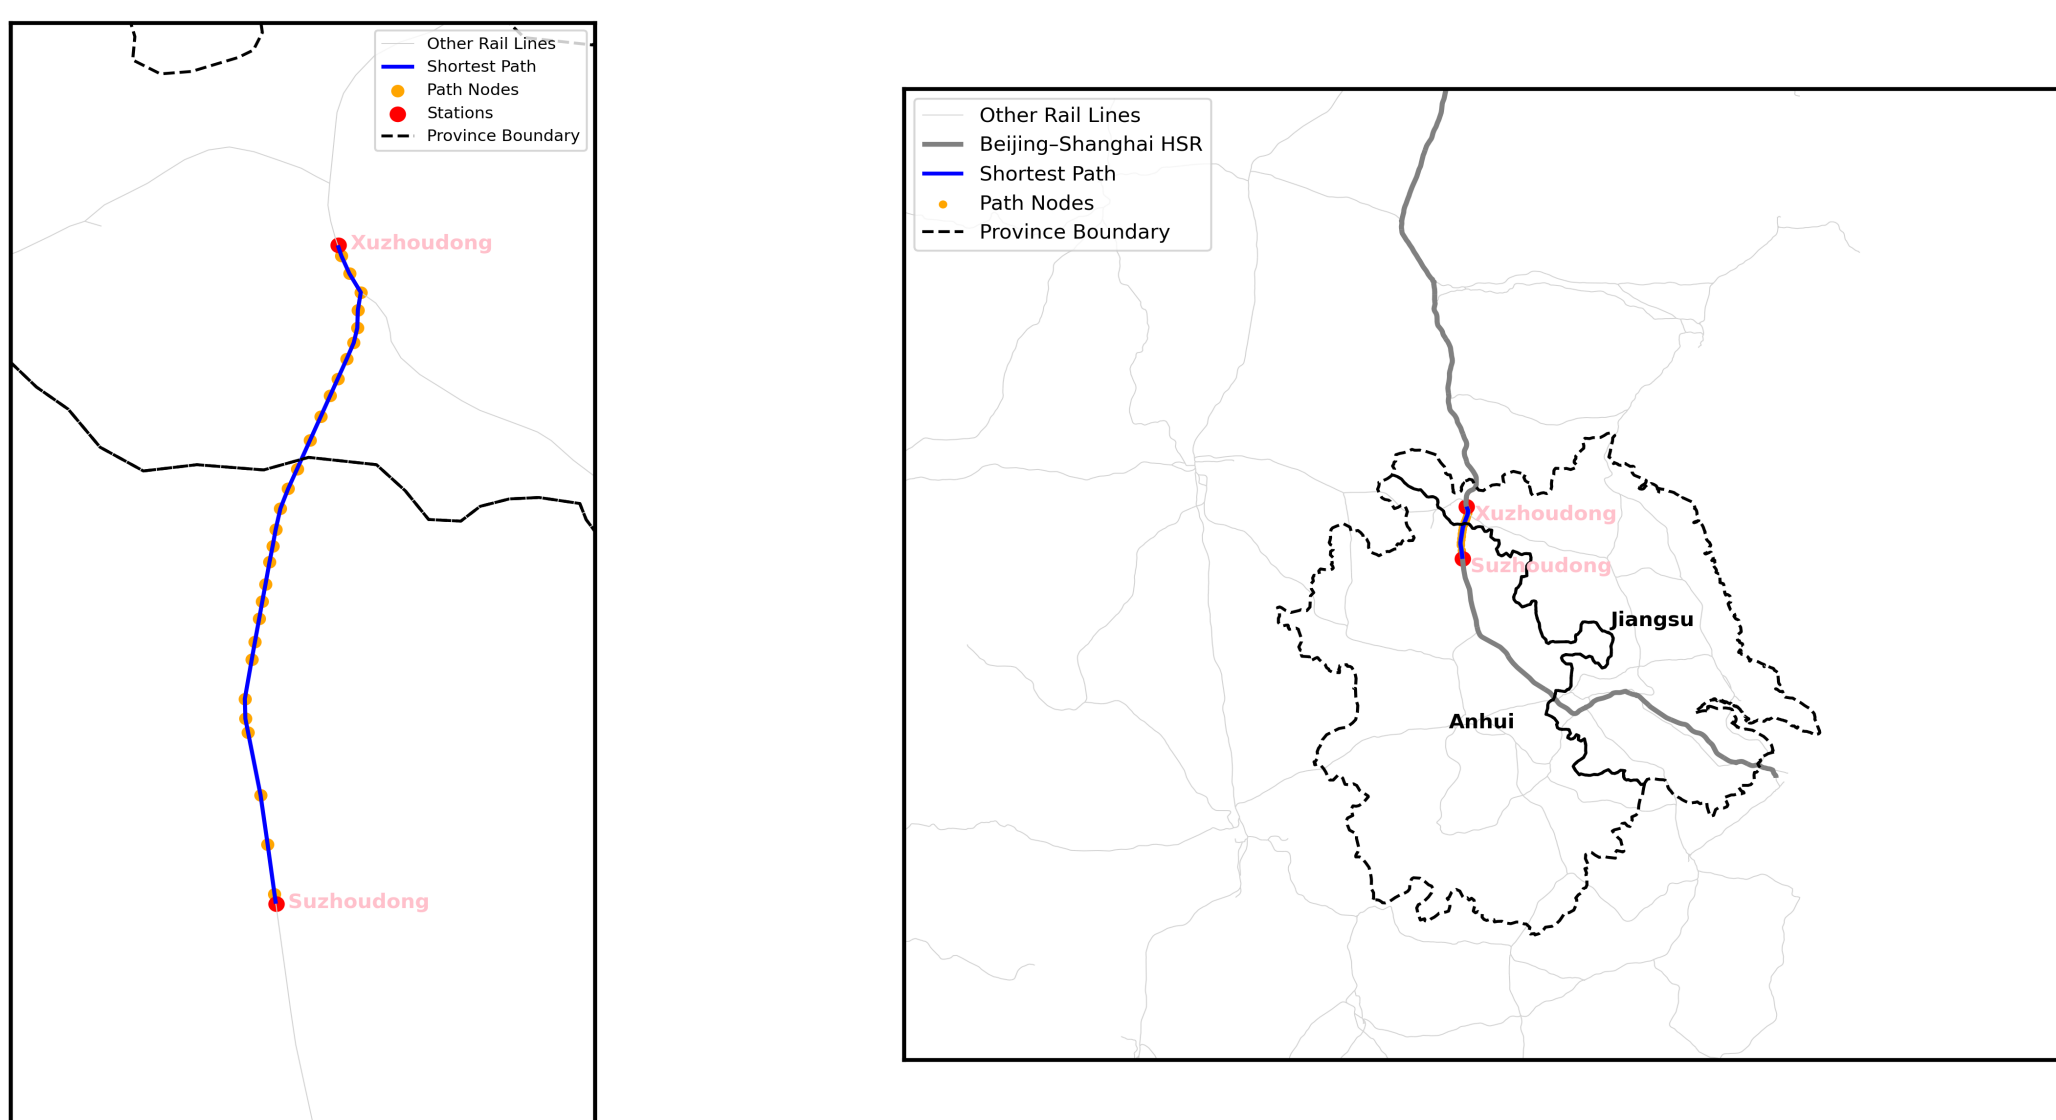 Other Rail Lines
Shortest Path
Path Nodes
Stations
Province Boundary
Xuzhoudong
Suzhoudong
Other Rail Lines
Beijing–Shanghai HSR
Shortest Path
Path Nodes
Province Boundary
Xuzhoudong
Suzhoudong
Jiangsu
Anhui